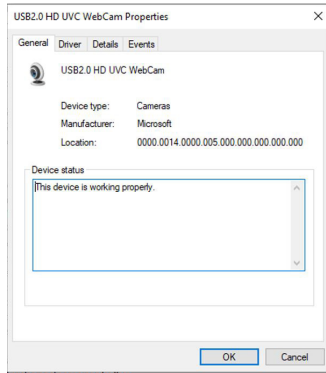 USB2.0 HD UVC WebCam Properties
General Driver Details Events
USB2.0 HD UVC WebCam
Device type: Cameras
Manufacturer: Microsoft
Location: 0000.0014.0000.005.000.000.000.000.000
Device status
This device is working properly.
OK Cancel